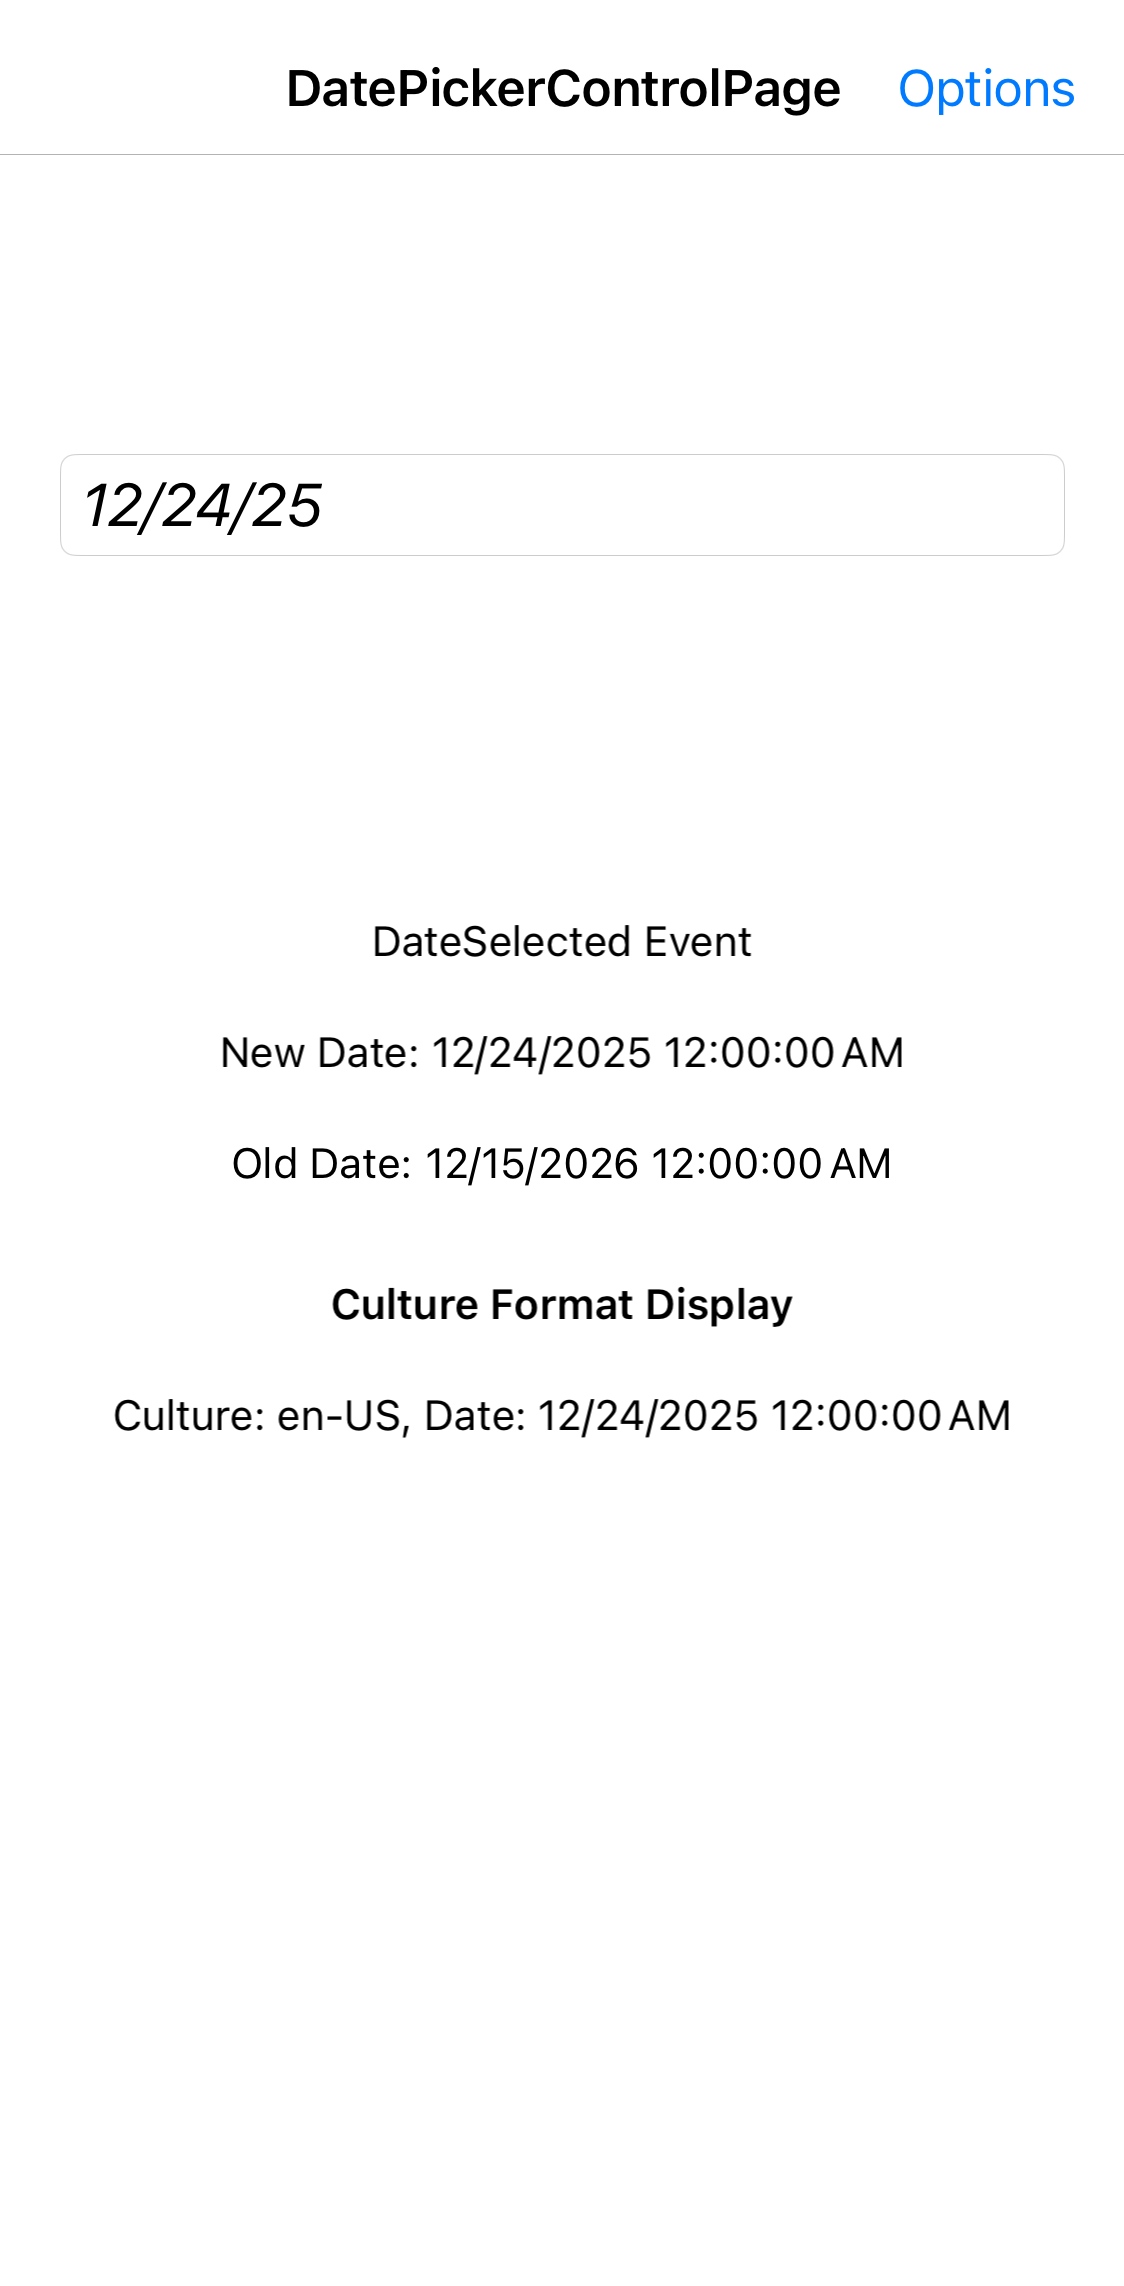 DatePickerControlPage Options
12/24/25
DateSelected Event
New Date: 12/24/2025 12:00:00 AM
Old Date: 12/15/2026 12:00:00 AM
Culture Format Display
Culture: en-US, Date: 12/24/2025 12:00:00 AM